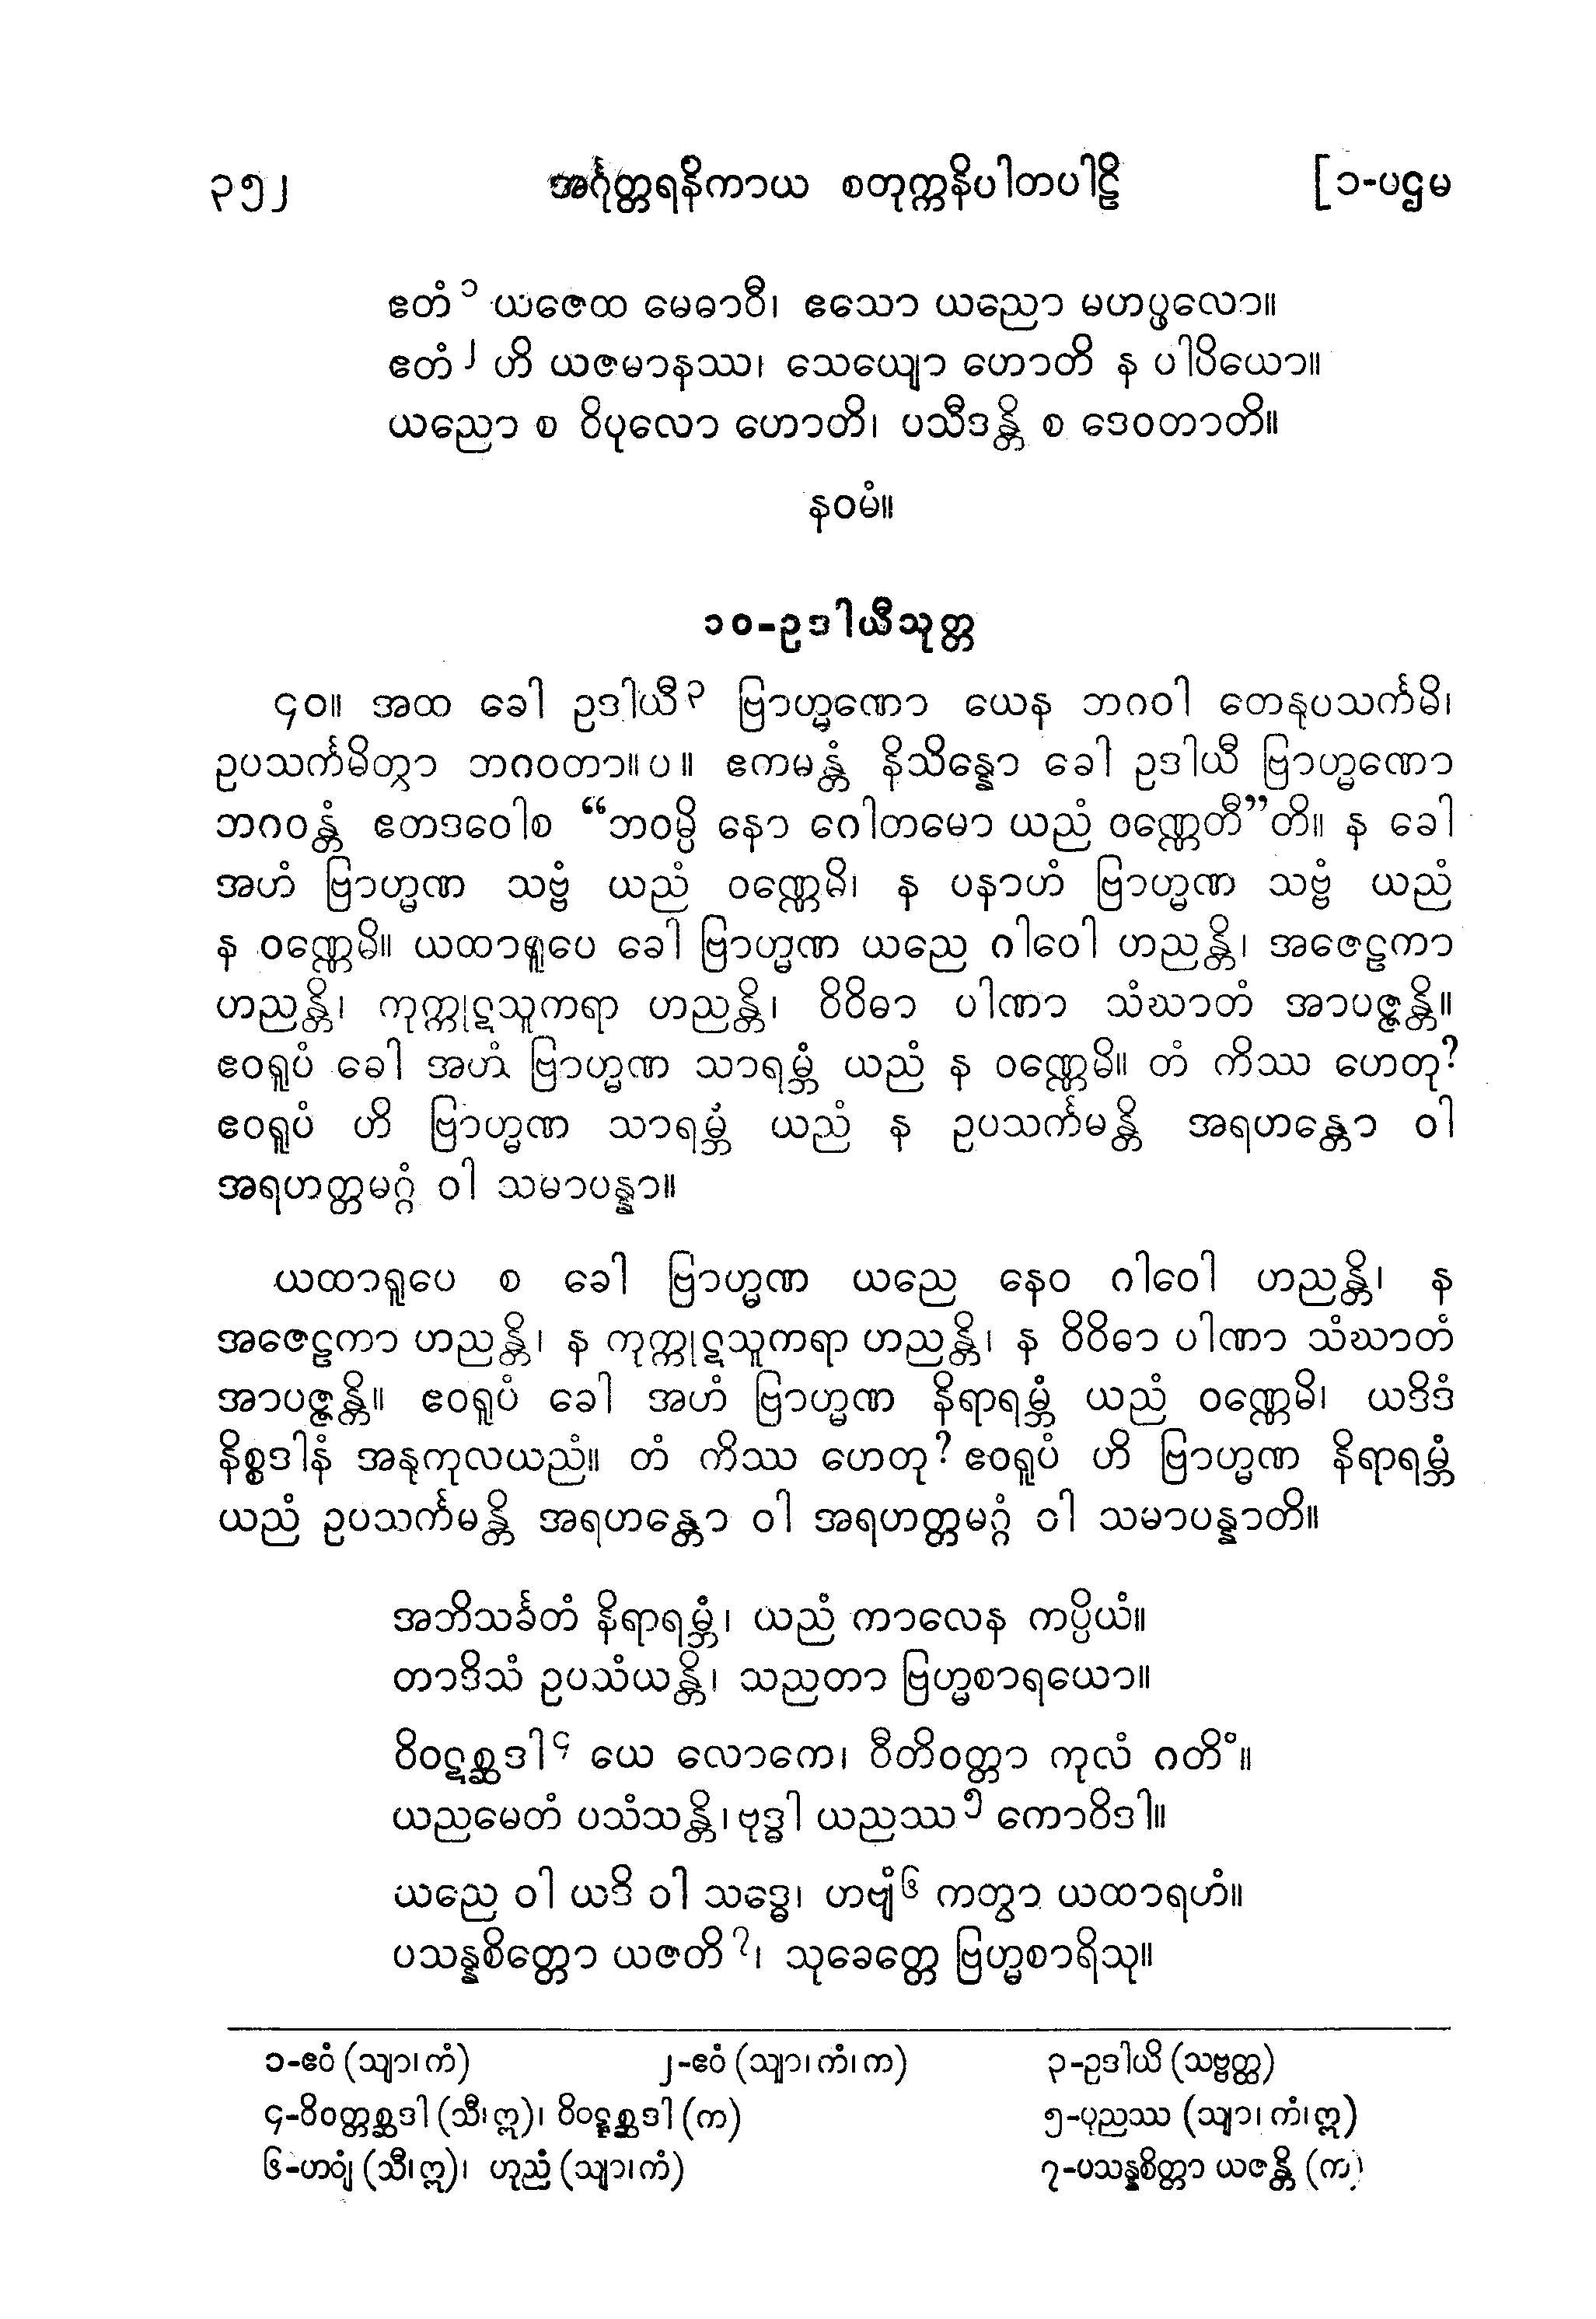 ၃၅၂ အင်္ဂုတ္တရနိကာယ စတုက္ကနိပါတပါဠိ [၁-ပဌမ
ဧတံ၁ ယဇေထ မေဓာဝီ၊ ဧသော ယညော မဟပ္ဖလော။
ဧတံ၂ ဟိ ယဇမာနဿ၊ သေယျော ဟောတိ န ပါပိယော။
ယညော စ ဝိပုလော ဟောတိ၊ ပသီဒန္တိ စ ဒေဝတာတိ။
နဝမံ။
၁၀-ဥဒါယီသုတ္တ
၄၀။ အထ ခေါ ဥဒါယီ၃ ဗြာဟ္မဏော ယေန ဘဂဝါ တေနုပသင်္ကမိ၊
ဥပသင်္ကမိတွာ ဘဂဝတာ။ပ။ ဧကမန္တံ နိသိန္နော ခေါ ဥဒါယီ ဗြာဟ္မဏော
ဘဂဝန္တံ ဧတဒဝေါစ “ဘဝမ္ပိ နော ဂေါတမော ယညံ ဝဏ္ဏေတီ”တိ။ န ခေါ
အဟံ ဗြာဟ္မဏ သဗ္ဗံ ယညံ ဝဏ္ဏေမိ၊ န ပနာဟံ ဗြာဟ္မဏ သဗ္ဗံ ယညံ
န ဝဏ္ဏေမိ။ ယထာရူပေ ခေါ ဗြာဟ္မဏ ယညေ ဂါဝေါ ဟညန္တိ၊ အဇေဠကာ
ဟညန္တိ၊ ကုက္ကုဋသူကရာ ဟညန္တိ၊ ဝိဝိဓာ ပါဏာ သံဃာတံ အာပဇ္ဇန္တိ။
ဧဝရူပံ ခေါ အဟံ ဗြာဟ္မဏ သာရမ္ဘံ ယညံ န ဝဏ္ဏေမိ။ တံ ကိဿ ဟေတု?
ဧဝရူပံ ဟိ ဗြာဟ္မဏ သာရမ္ဘံ ယညံ န ဥပသင်္ကမန္တိ အရဟန္တော ဝါ
အရဟတ္တမဂ္ဂံ ဝါ သမာပန္နာ။
ယထာရူပေ စ ခေါ ဗြာဟ္မဏ ယညေ နေဝ ဂါဝေါ ဟညန္တိ၊ န
အဇေဠကာ ဟညန္တိ၊ န ကုက္ကုဋသူကရာ ဟညန္တိ၊ န ဝိဝိဓာ ပါဏာ သံဃာတံ
အာပဇ္ဇန္တိ။ ဧဝရူပံ ခေါ အဟံ ဗြာဟ္မဏ နိရာရမ္ဘံ ယညံ ဝဏ္ဏေမိ၊ ယဒိဒံ
နိစ္စဒါနံ အနုကုလယညံ။ တံ ကိဿ ဟေတု? ဧဝရူပံ ဟိ ဗြာဟ္မဏ နိရာရမ္ဘံ
ယညံ ဥပသင်္ကမန္တိ အရဟန္တော ဝါ အရဟတ္တမဂ္ဂံ ဝါ သမာပန္နာတိ။
အဘိသင်္ခတံ နိရာရမ္ဘံ၊ ယညံ ကာလေန ကပ္ပိယံ။
တာဒိသံ ဥပသံယန္တိ၊ သညတာ ဗြဟ္မစာရယော။
ဝိဝဋစ္ဆဒါ၄ ယေ လောကေ၊ ဝီတိဝတ္တာ ကုလံ ဂတိံ။
ယညမေတံ ပသံသန္တိ၊ ဗုဒ္ဓါ ယညဿ၅ ကောဝိဒါ။
ယညေ ဝါ ယဒိ ဝါ သဒ္ဓေ၊ ဟဗျံ၆ ကတွာ ယထာရဟံ။
ပသန္နစိတ္တော ယဇတိ၇၊ သုခေတ္တေ ဗြဟ္မစာရိသု။
၁-ဧဝံ (သျာ၊ကံ) ၂-ဧဝံ (သျာ၊ကံ၊က) ၃-ဥဒါယိ (သဗ္ဗတ္ထ)
၄-ဝိဝတ္တစ္ဆဒါ (သီ၊ဣ)၊ ဝိဝဋ္ဋစ္ဆဒါ (က) ၅-ပုညဿ (သျာ၊ကံ၊ဣ)
၆-ဟဝျံ (သီ၊ဣ)၊ ဟုညံ (သျာ၊ကံ) ၇-ပသန္နစိတ္တာ ယဇန္တိ (က)